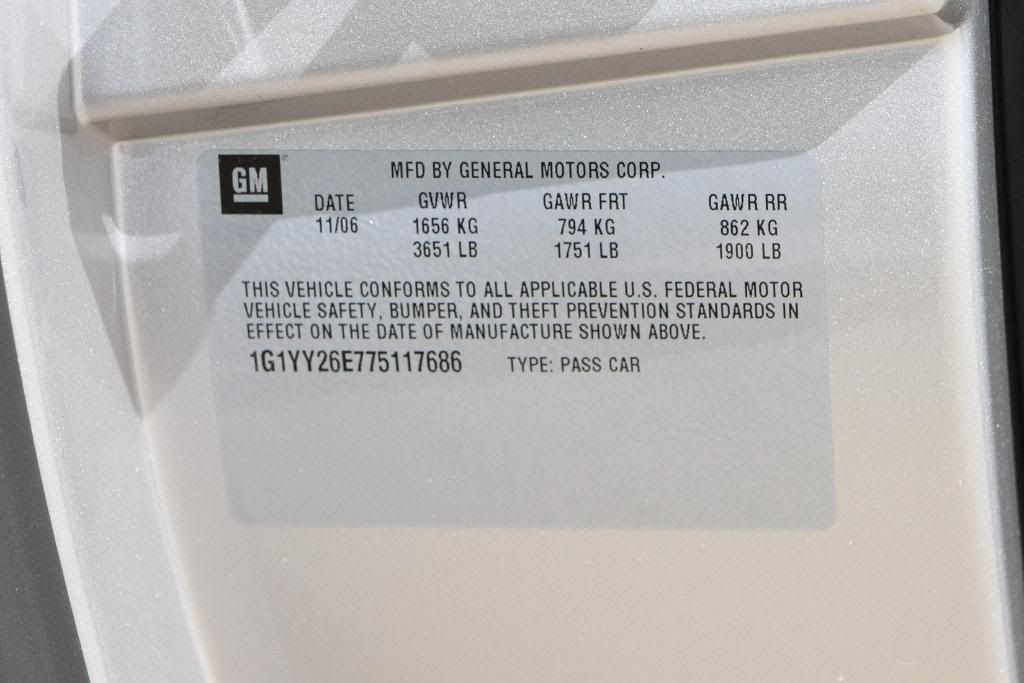 GM
MFD BY GENERAL MOTORS CORP.
DATE GVWR GAWR FRT GAWR RR
11/06 1656 KG 794 KG 862 KG
3651 LB 1751 LB 1900 LB
THIS VEHICLE CONFORMS TO ALL APPLICABLE U.S. FEDERAL MOTOR
VEHICLE SAFETY, BUMPER, AND THEFT PREVENTION STANDARDS IN
EFFECT ON THE DATE OF MANUFACTURE SHOWN ABOVE.
1G1YY26E775117686 TYPE: PASS CAR